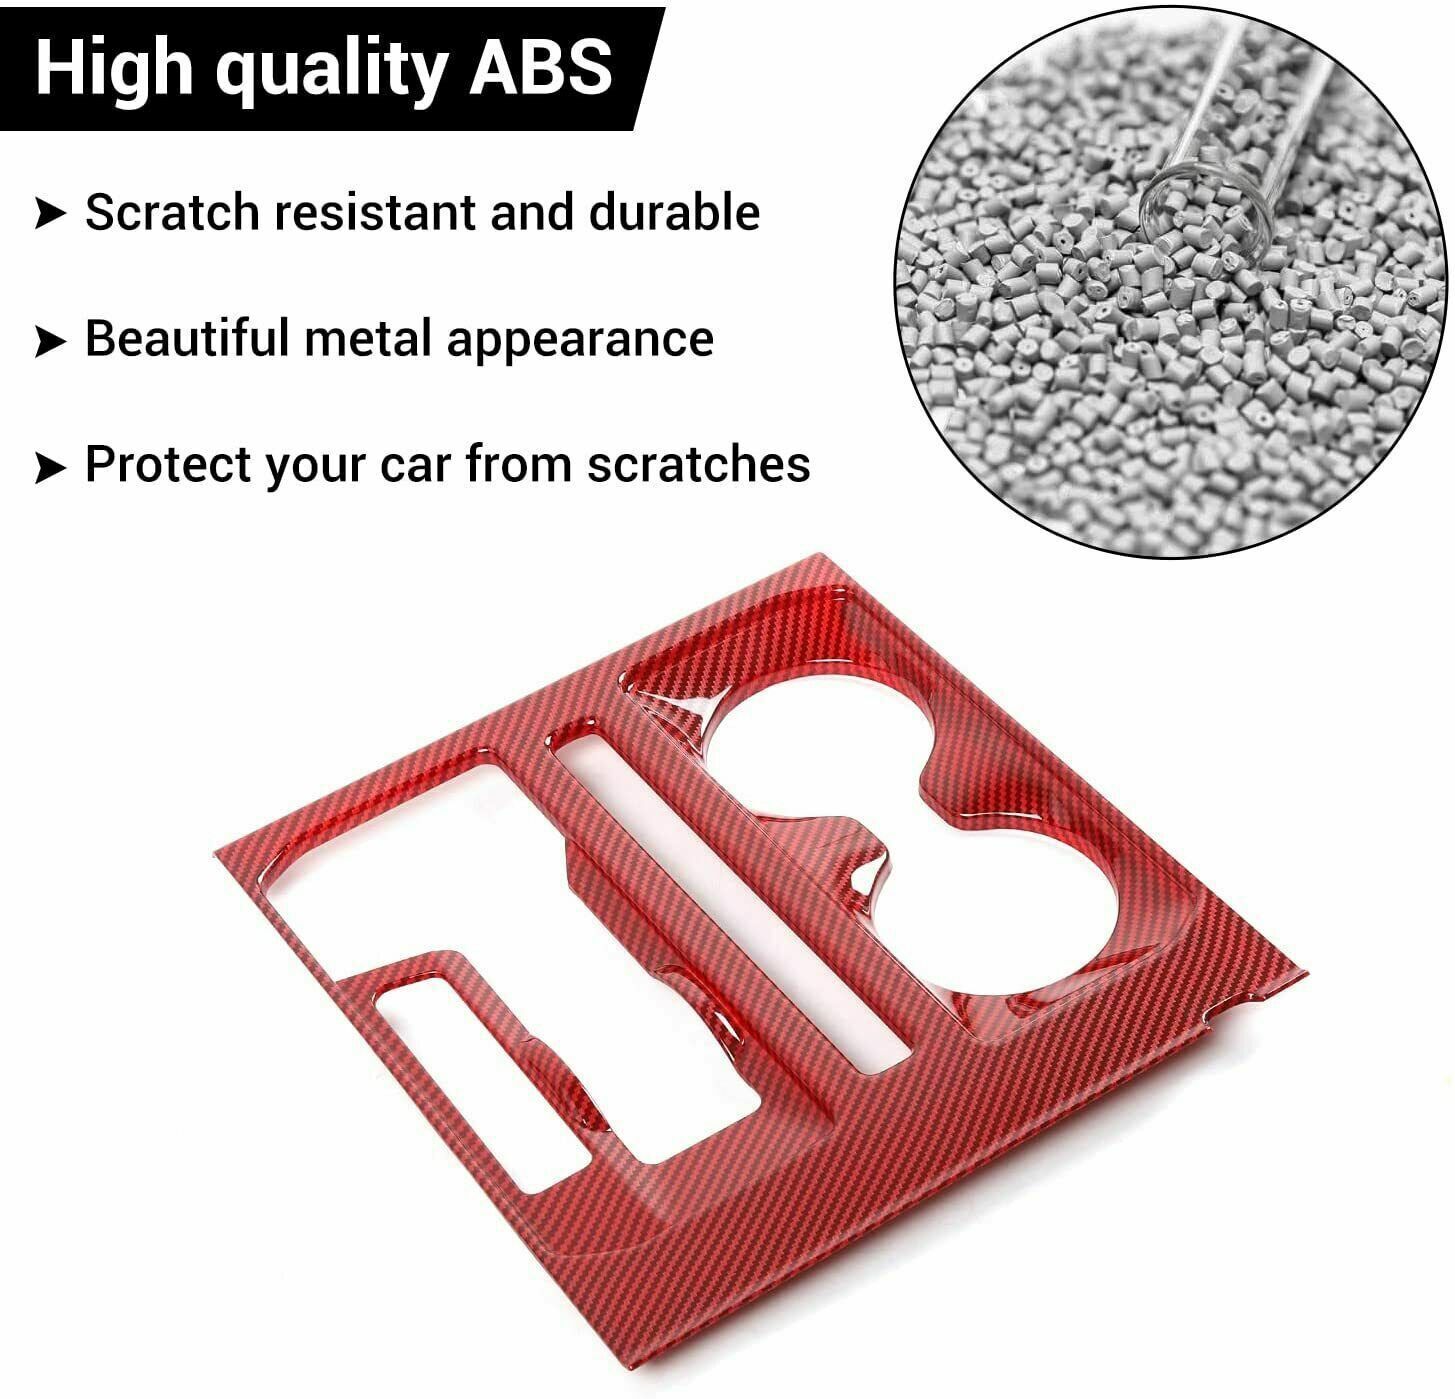 High quality ABS
Scratch resistant and durable
Beautiful metal appearance
Protect your car from scratches